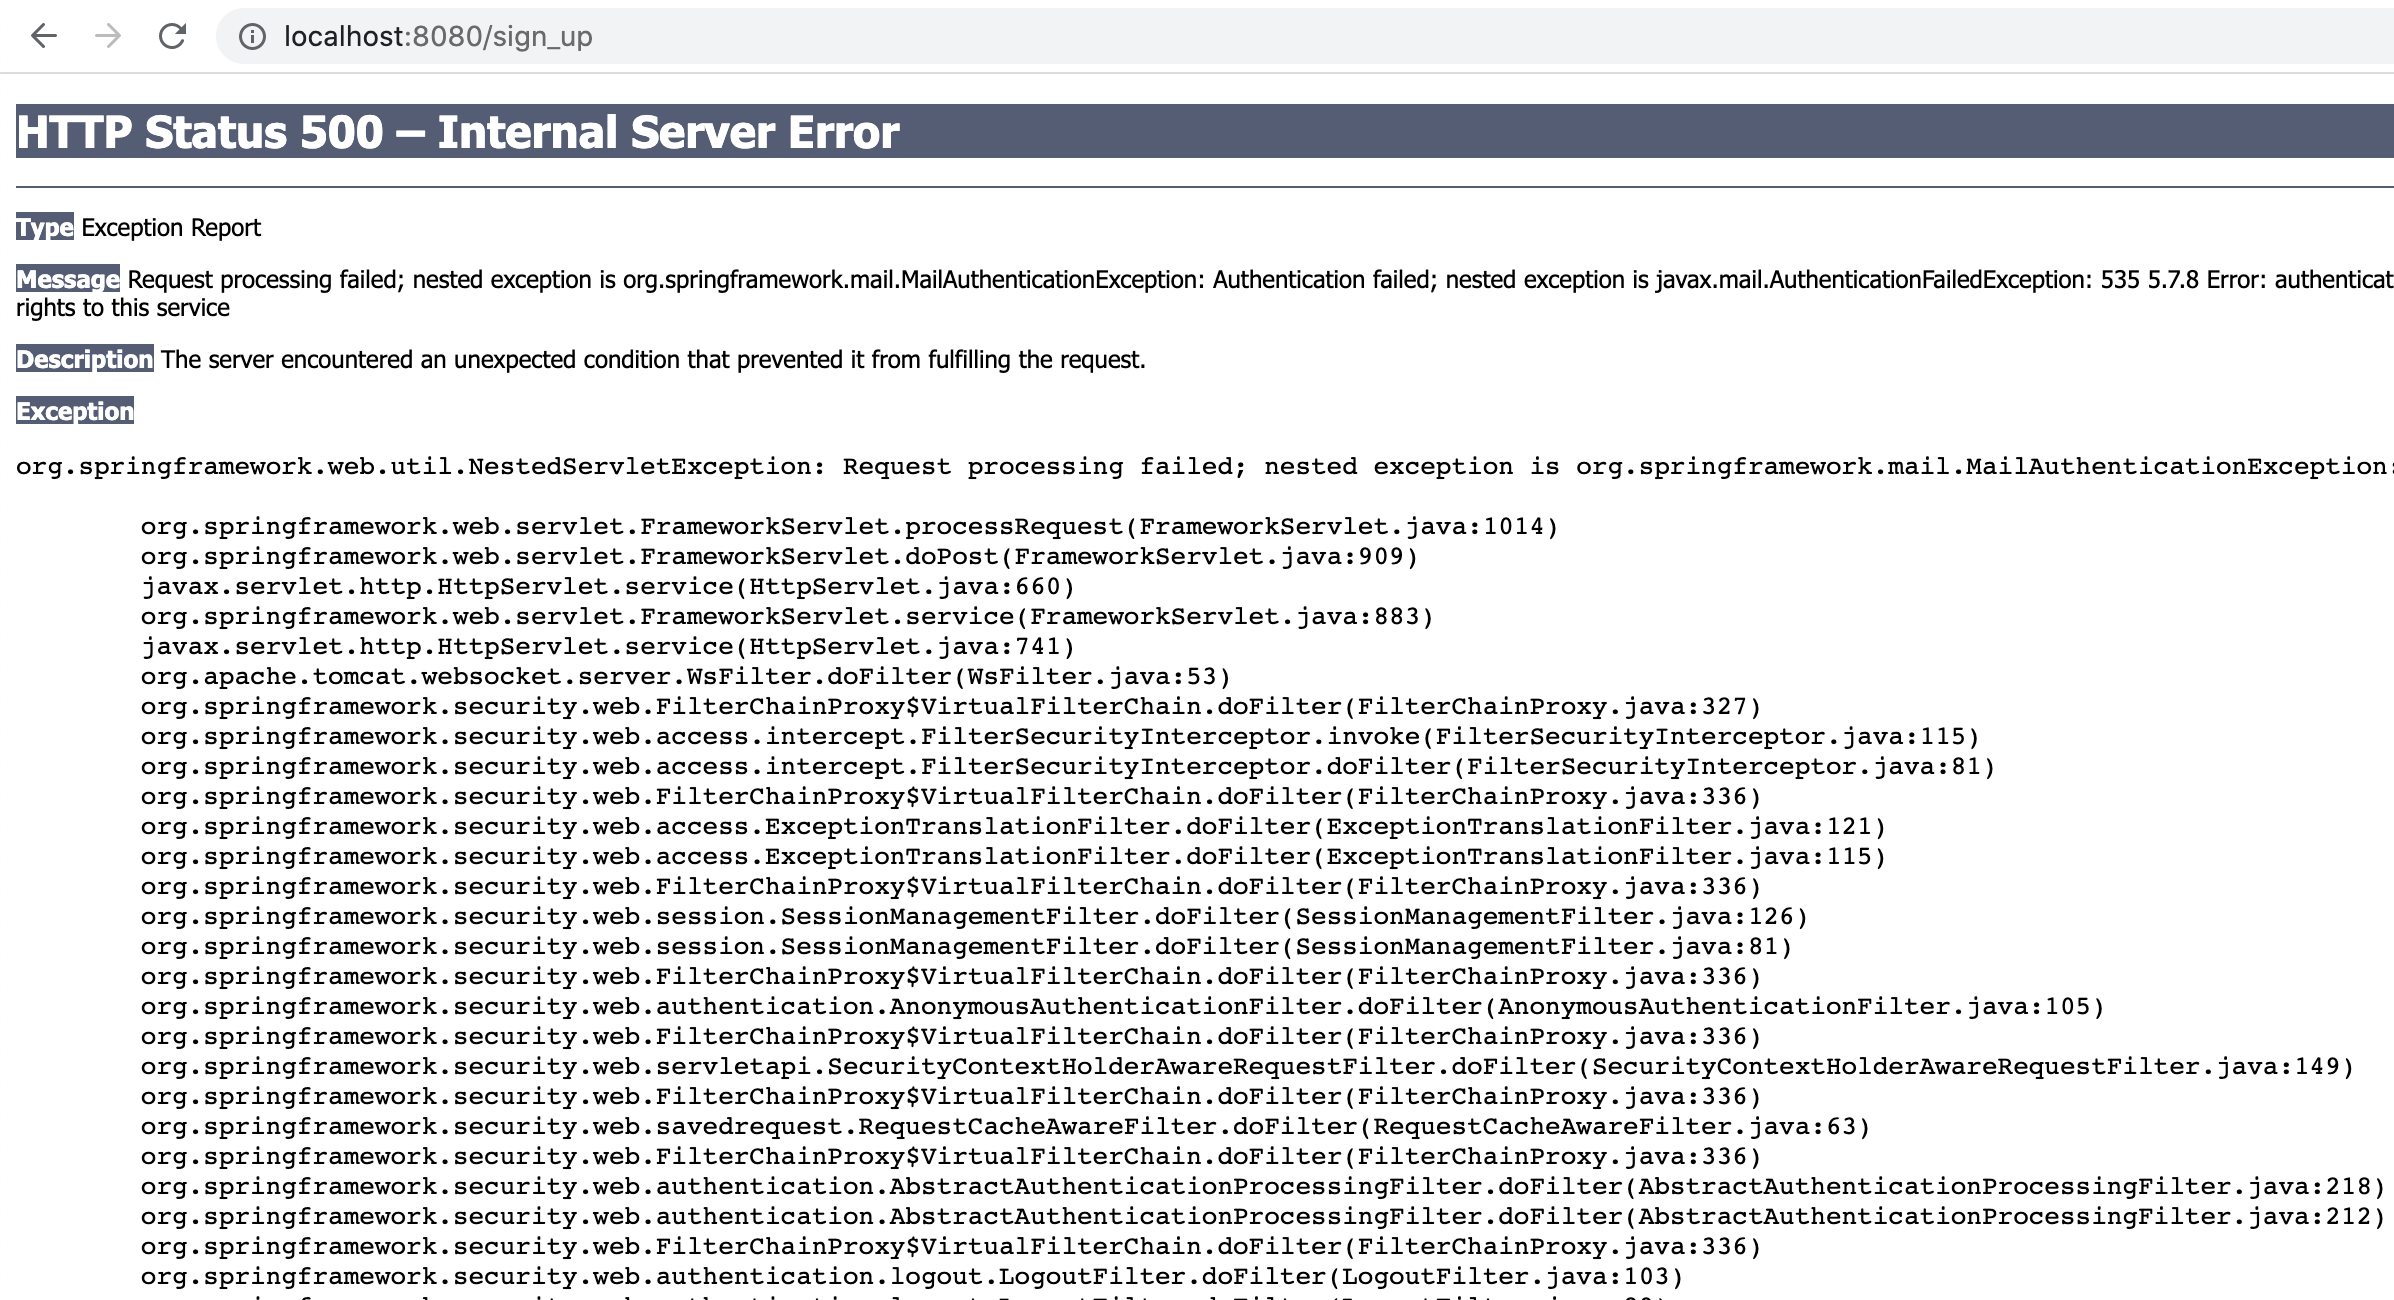 localhost:8080/sign_up
HTTP Status 500 – Internal Server Error
Type Exception Report
Message Request processing failed; nested exception is org.springframework.mail.MailAuthenticationException: Authentication failed; nested exception is javax.mail.AuthenticationFailedException: 535 5.7.8 Error: authenticat
rights to this service
Description The server encountered an unexpected condition that prevented it from fulfilling the request.
Exception
org.springframework.web.util.NestedServletException: Request processing failed; nested exception is org.springframework.mail.MailAuthenticationException:
org.springframework.web.servlet.FrameworkServlet.processRequest(FrameworkServlet.java:1014)
org.springframework.web.servlet.FrameworkServlet.doPost(FrameworkServlet.java:909)
javax.servlet.http.HttpServlet.service(HttpServlet.java:660)
org.springframework.web.servlet.FrameworkServlet.service(FrameworkServlet.java:883)
javax.servlet.http.HttpServlet.service(HttpServlet.java:741)
org.apache.tomcat.websocket.server.WsFilter.doFilter(WsFilter.java:53)
org.springframework.security.web.FilterChainProxy$VirtualFilterChain.doFilter(FilterChainProxy.java:327)
org.springframework.security.web.access.intercept.FilterSecurityInterceptor.invoke(FilterSecurityInterceptor.java:115)
org.springframework.security.web.access.intercept.FilterSecurityInterceptor.doFilter(FilterSecurityInterceptor.java:81)
org.springframework.security.web.FilterChainProxy$VirtualFilterChain.doFilter(FilterChainProxy.java:336)
org.springframework.security.web.access.ExceptionTranslationFilter.doFilter(ExceptionTranslationFilter.java:121)
org.springframework.security.web.access.ExceptionTranslationFilter.doFilter(ExceptionTranslationFilter.java:115)
org.springframework.security.web.FilterChainProxy$VirtualFilterChain.doFilter(FilterChainProxy.java:336)
org.springframework.security.web.session.SessionManagementFilter.doFilter(SessionManagementFilter.java:126)
org.springframework.security.web.session.SessionManagementFilter.doFilter(SessionManagementFilter.java:81)
org.springframework.security.web.FilterChainProxy$VirtualFilterChain.doFilter(FilterChainProxy.java:336)
org.springframework.security.web.authentication.AnonymousAuthenticationFilter.doFilter(AnonymousAuthenticationFilter.java:105)
org.springframework.security.web.FilterChainProxy$VirtualFilterChain.doFilter(FilterChainProxy.java:336)
org.springframework.security.web.servletapi.SecurityContextHolderAwareRequestFilter.doFilter(SecurityContextHolderAwareRequestFilter.java:149)
org.springframework.security.web.FilterChainProxy$VirtualFilterChain.doFilter(FilterChainProxy.java:336)
org.springframework.security.web.savedrequest.RequestCacheAwareFilter.doFilter(RequestCacheAwareFilter.java:63)
org.springframework.security.web.FilterChainProxy$VirtualFilterChain.doFilter(FilterChainProxy.java:336)
org.springframework.security.web.authentication.AbstractAuthenticationProcessingFilter.doFilter(AbstractAuthenticationProcessingFilter.java:218)
org.springframework.security.web.authentication.AbstractAuthenticationProcessingFilter.doFilter(AbstractAuthenticationProcessingFilter.java:212)
org.springframework.security.web.FilterChainProxy$VirtualFilterChain.doFilter(FilterChainProxy.java:336)
org.springframework.security.web.authentication.logout.LogoutFilter.doFilter(LogoutFilter.java:103)